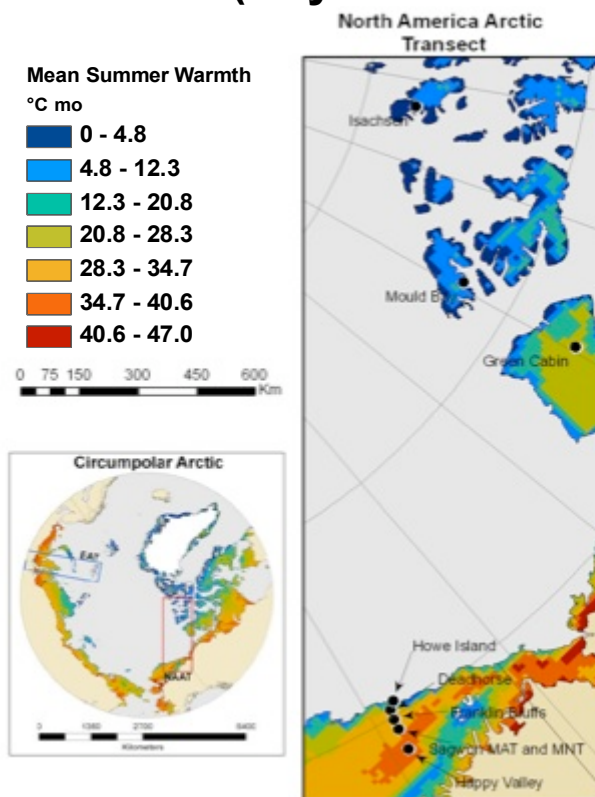 North America Arctic
Transect
Mean Summer Warmth
°C mo
0 - 4.8
4.8 - 12.3
12.3 - 20.8
20.8 - 28.3
28.3 - 34.7
34.7 - 40.6
40.6 - 47.0
0 75 150 300 450 600
Km
Isachsen
Mould Bay
Green Cabin
Circumpolar Arctic
EAT
NAAT
0
Kilometers
Howe Island
Deadhorse
Franklin Bluffs
Sagwon MAT and MNT
Happy Valley